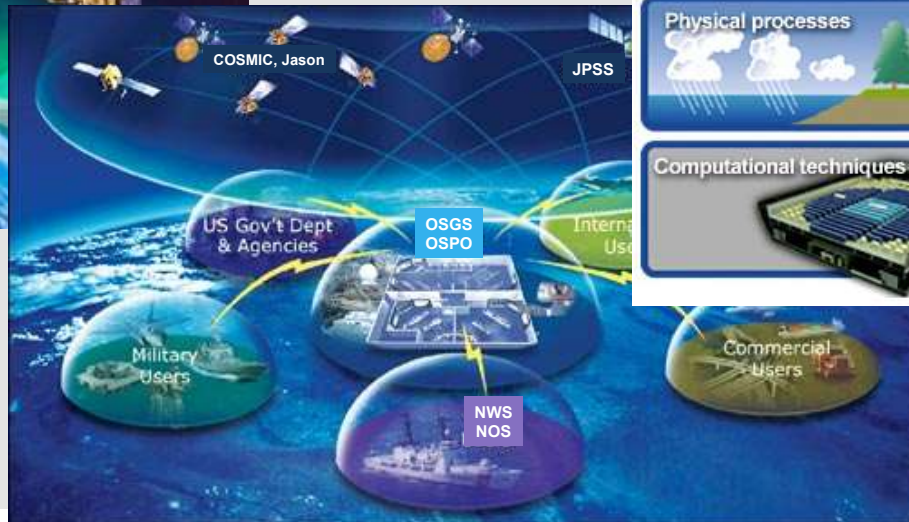 Physical processes
COSMIC, Jason
JPSS
Computational techniques
US Gov't Dept
& Agencies
OSGS
OSPO
Military
Users
Commercial
Users
NWS
NOS